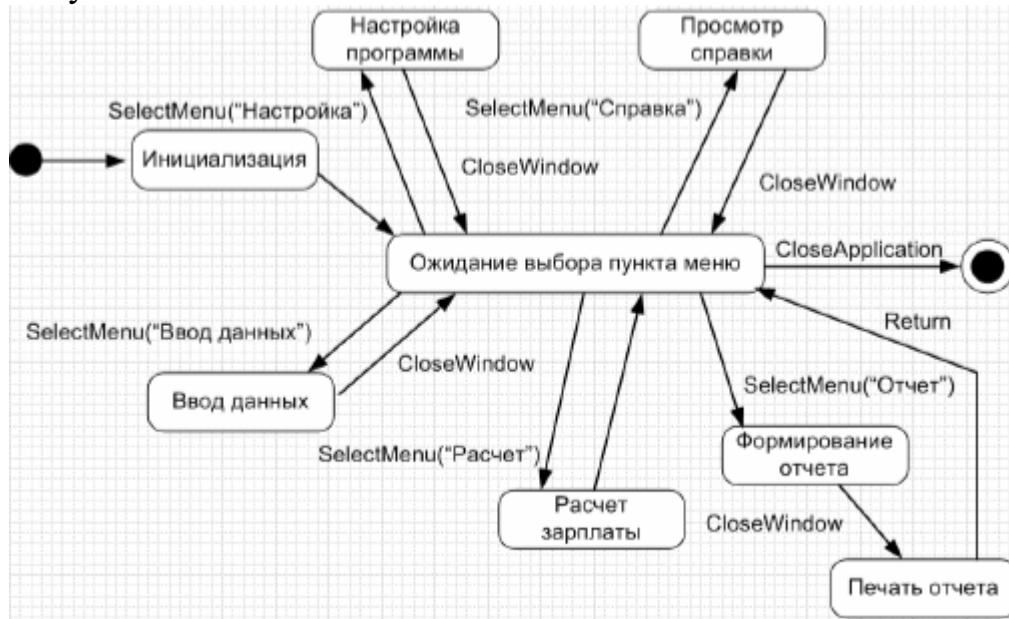 Настройка
программы
Просмотр
справки
SelectMenu("Настройка")
SelectMenu("Справка")
Инициализация
CloseWindow
CloseWindow
Ожидание выбора пункта меню
CloseApplication
SelectMenu("Ввод данных")
CloseWindow
Return
Ввод данных
SelectMenu("Отчет")
SelectMenu("Расчет")
Формирование
отчета
Расчет
зарплаты
CloseWindow
Печать отчета